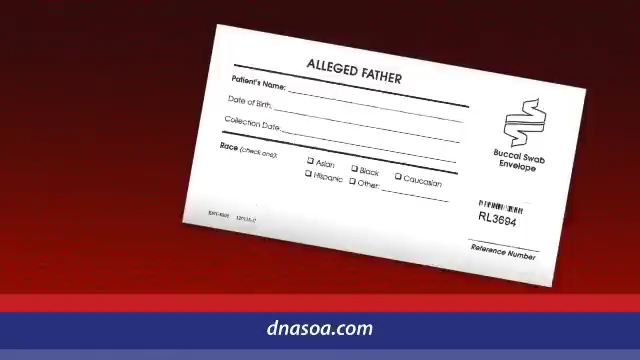 ALLEGED FATHER
Patient's Name:
Date of Birth:
Collection Date:
Race (check one):
Asian
Black
Caucasian
Hispanic
Other:
Buccal Swab
Envelope
RL3694
Reference Number
dnasoa.com